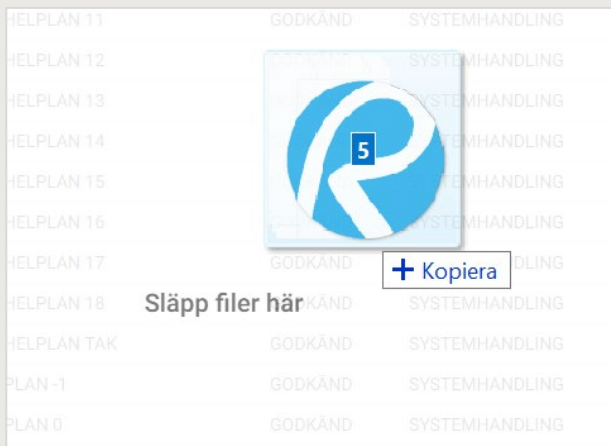 HELPLAN 11 GODKÄND SYSTEMHANDLING
HELPLAN 12 SYSTEMHANDLING
HELPLAN 13 SYSTEMHANDLING
HELPLAN 14 SYSTEMHANDLING
5
HELPLAN 15 SYSTEMHANDLING
HELPLAN 16 SYSTEMHANDLING
HELPLAN 17 GODKÄND DLING
+ Kopiera
HELPLAN 18 GODKÄND SYSTEMHANDLING
Släpp filer här
HELPLAN TAK GODKÄND SYSTEMHANDLING
PLAN -1 GODKÄND SYSTEMHANDLING
PLAN 0 GODKÄND SYSTEMHANDLING